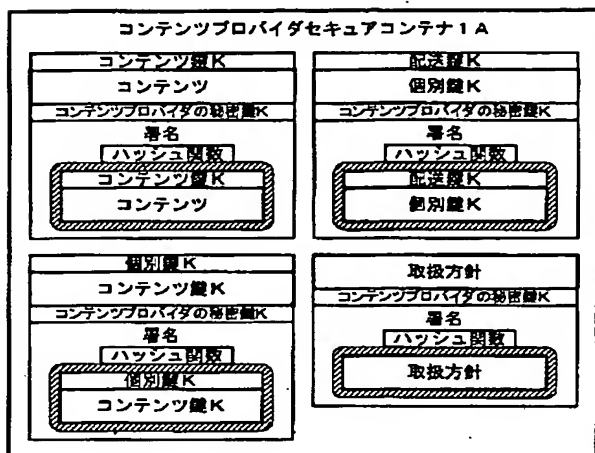 コンテンツプロバイダセキュアコンテナ1A
コンテンツ鍵K
コンテンツ
コンテンツプロバイダの秘密鍵K
署名
ハッシュ関数
コンテンツ鍵K
コンテンツ
配送鍵K
個別鍵K
コンテンツプロバイダの秘密鍵K
署名
ハッシュ関数
配送鍵K
個別鍵K
個別鍵K
コンテンツ鍵K
コンテンツプロバイダの秘密鍵K
署名
ハッシュ関数
個別鍵K
コンテンツ鍵K
取扱方針
コンテンツプロバイダの秘密鍵K
署名
ハッシュ関数
取扱方針